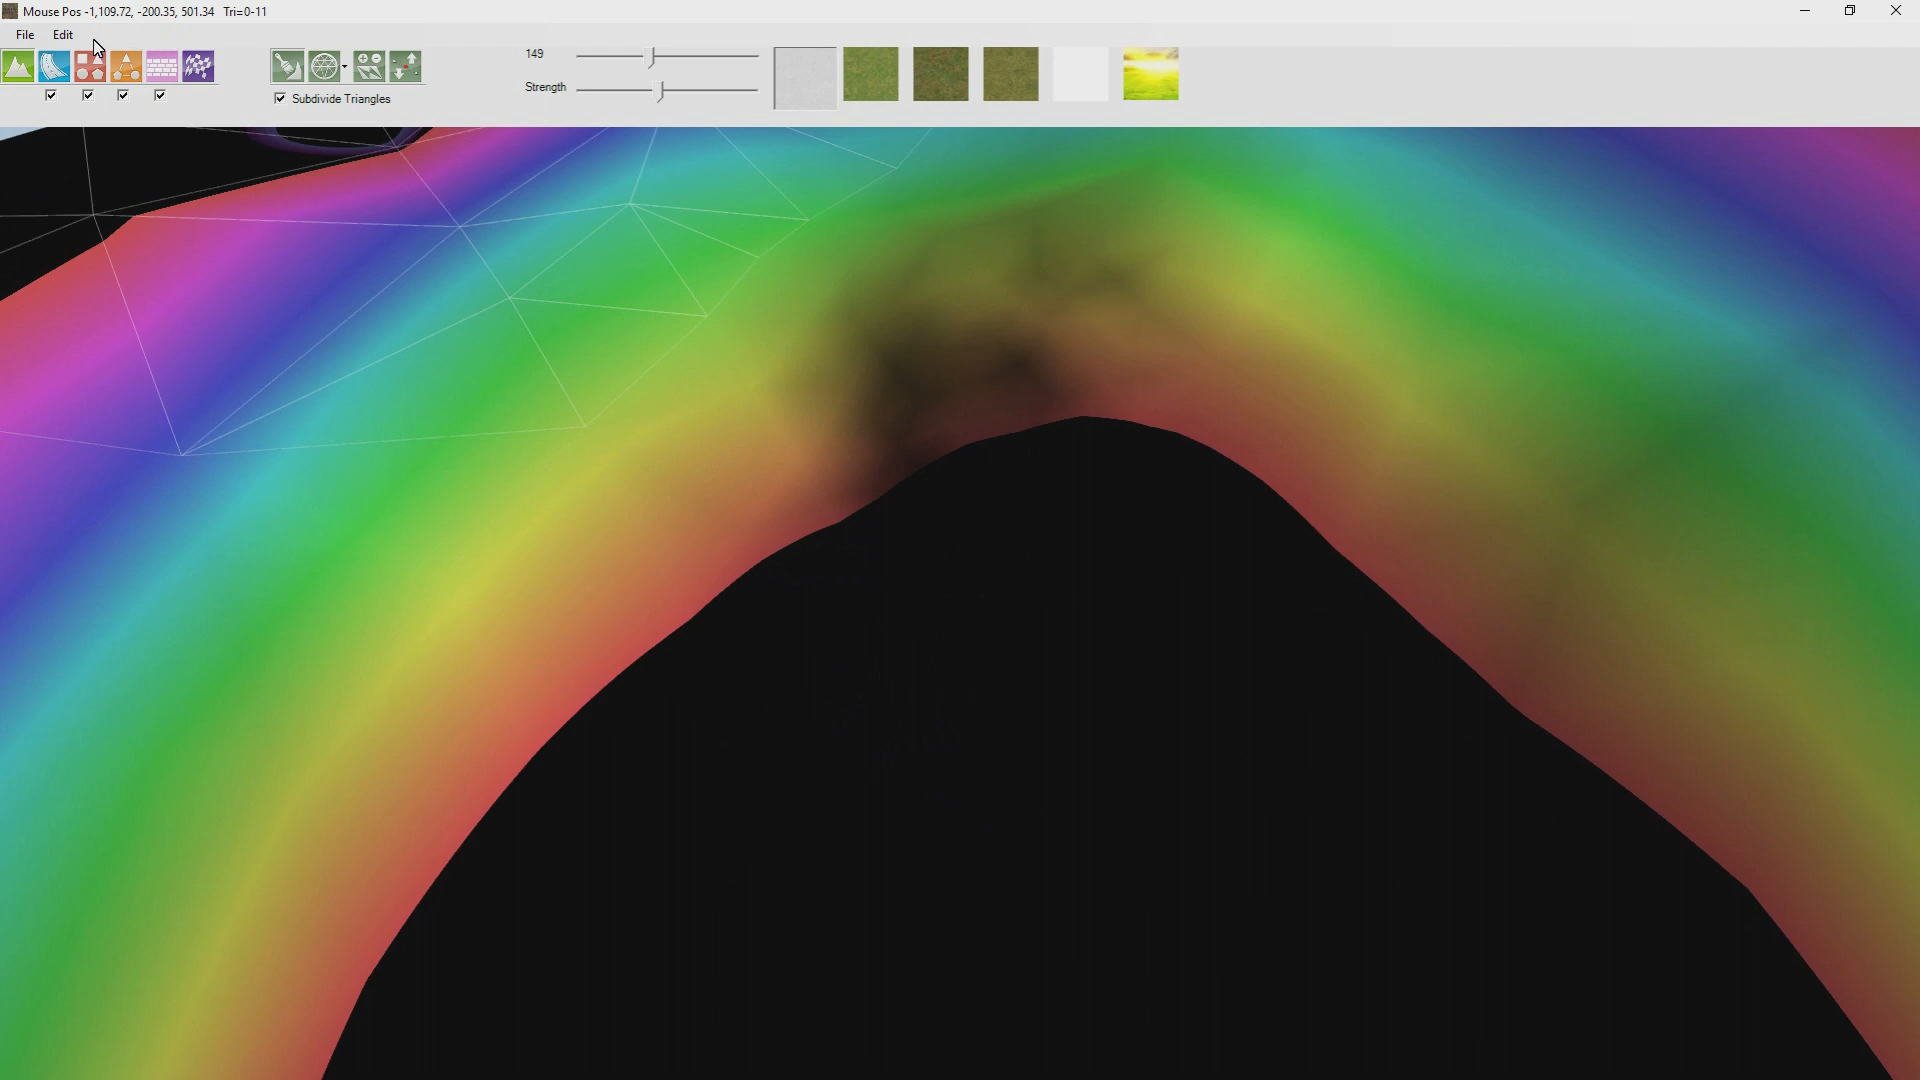 Mouse Pos -1,109.72, -200.35, 501.34 Tri=0-11
File Edit
149
Strength
Subdivide Triangles